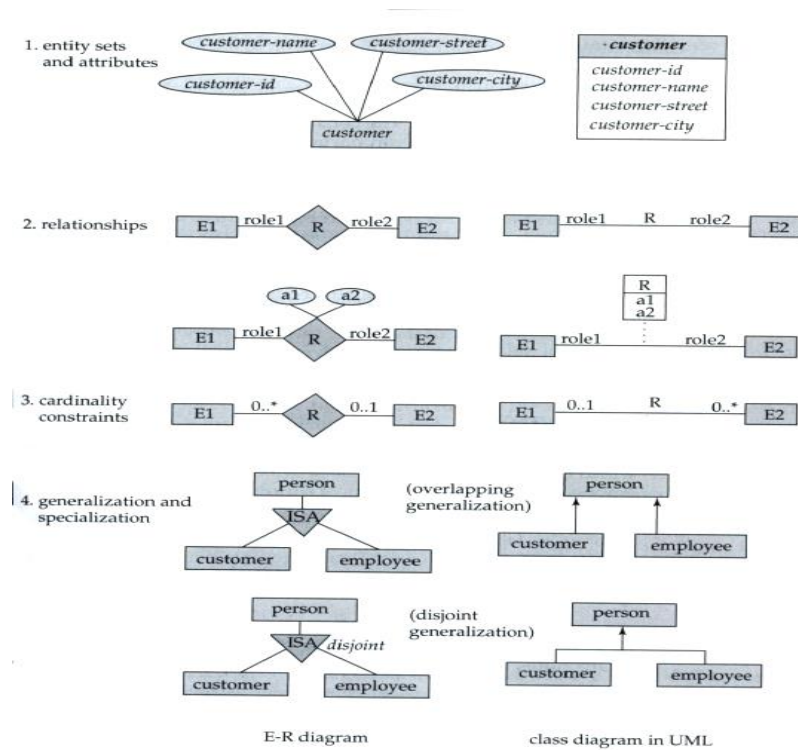 1. entity sets
and attributes
customer-name
customer-street
customer-id
customer-city
customer
customer
customer-id
customer-name
customer-street
customer-city
2. relationships
E1 role1 R role2 E2
E1 role1 R role2 E2
a1 a2
E1 role1 R role2 E2
R
a1
a2
E1 role1 role2 E2
3. cardinality
constraints
E1 0..* R 0..1 E2
E1 0..1 R 0..* E2
4. generalization and
specialization
person
ISA
customer employee
(overlapping
generalization)
person
customer employee
person
ISA disjoint
customer employee
(disjoint
generalization)
person
customer employee
E-R diagram
class diagram in UML